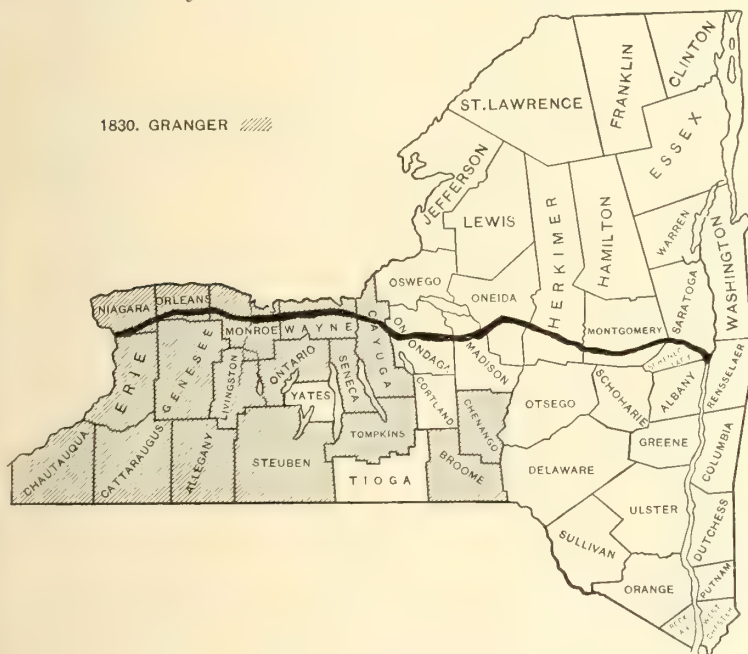 1830. GRANGER
CLINTON
FRANKLIN
ST. LAWRENCE
ESSEX
JEFFERSON
LEWIS
HERKIMER
HAMILTON
WARREN
WASHINGTON
OSWEGO
ONEIDA
SARATOGA
NIAGARA
ORLEANS
MONROE
WAYNE
CAYUGA
ONONDAGA
MADISON
MONTGOMERY
RENSSELAER
ERIE
GENESEE
LIVINGSTON
ONTARIO
SENECA
YATES
CORTLAND
CHENANGO
OTSEGO
SCHOHARIE
ALBANY
GREENE
COLUMBIA
CHAUTAUQUA
CATTARAUGUS
ALLEGANY
STEUBEN
TOMPKINS
TIOGA
BROOME
DELAWARE
ULSTER
DUTCHESS
SULLIVAN
ORANGE
PUTNAM
WEST
CHESTER